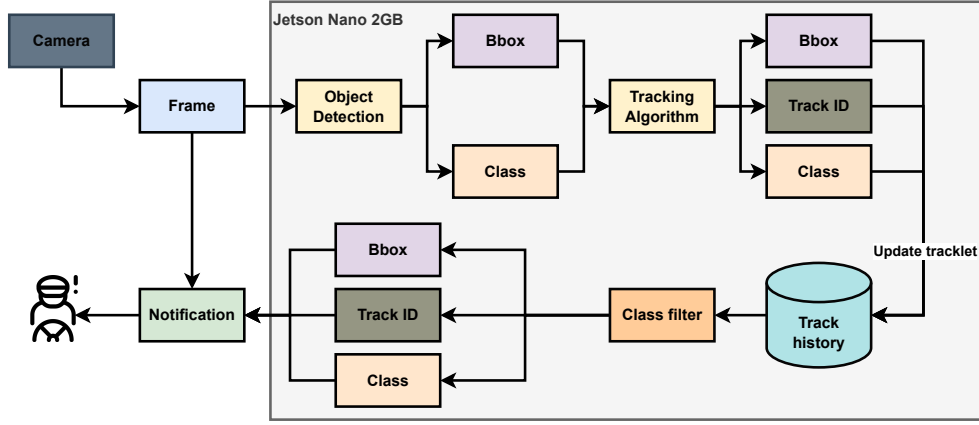 Jetson Nano 2GB
Camera
Bbox
Bbox
Frame
Object
Detection
Tracking
Algorithm
Track ID
Class
Class
Bbox
Update tracklet
Notification
Track ID
Class filter
Track
history
Class